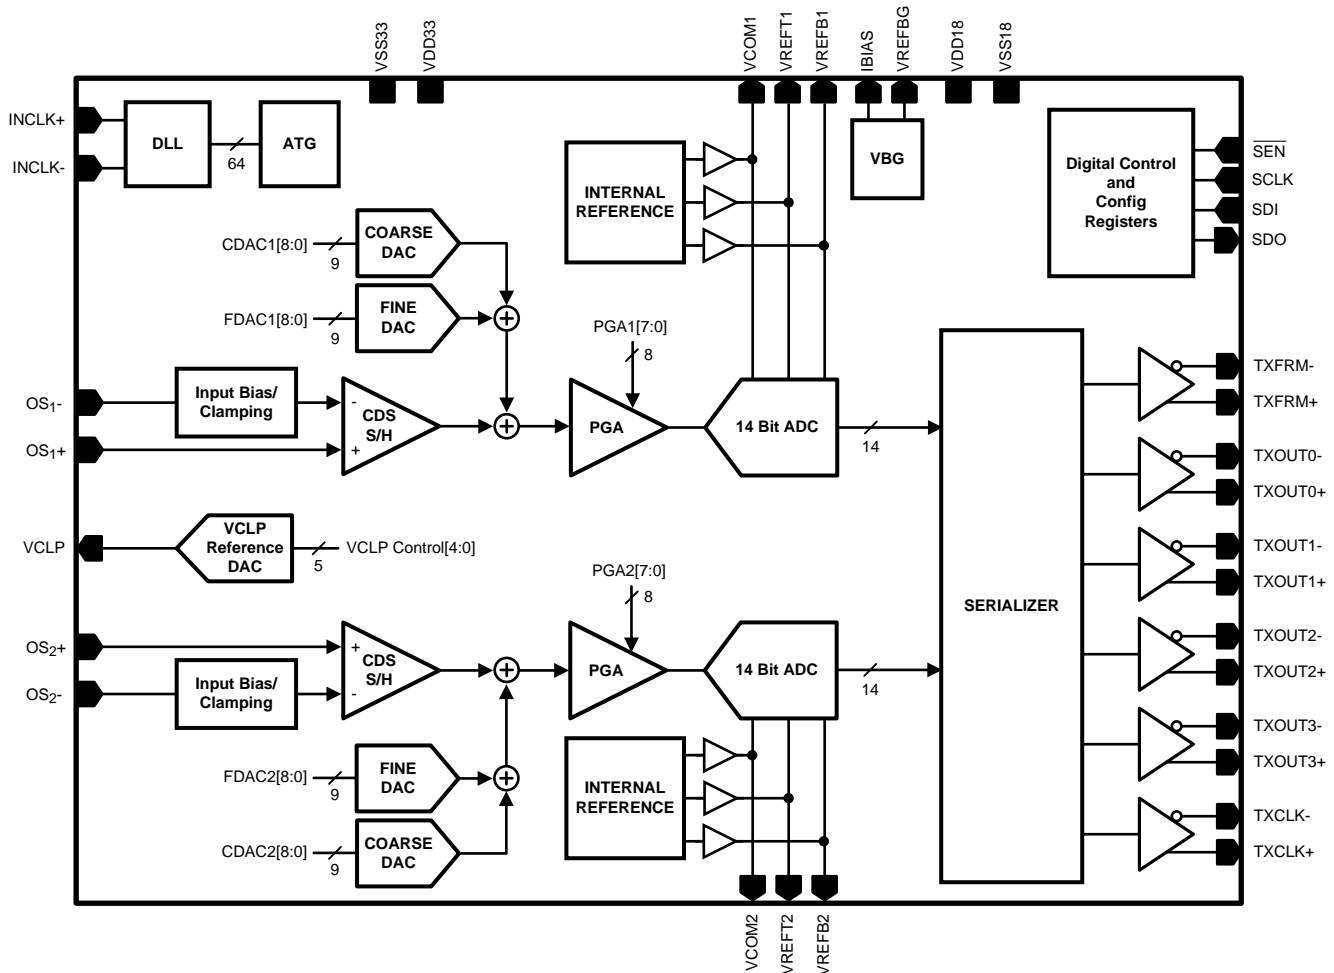 VSS33
VDD33
VCOM1
VREFT1
VREFB1
IBIAS
VREFBG
VDD18
VSS18
INCLK+
INCLK-
DLL
64
ATG
INTERNAL
REFERENCE
VBG
Digital Control
and
Config
Registers
SEN
SCLK
SDI
SDO
CDAC1[8:0]
9
COARSE
DAC
FDAC1[8:0]
9
FINE
DAC
PGA1[7:0]
8
OS1-
OS1+
Input Bias/
Clamping
-
+
CDS
S/H
PGA
14 Bit ADC
14
SERIALIZER
TXFRM-
TXFRM+
TXOUT0-
TXOUT0+
TXOUT1-
TXOUT1+
TXOUT2-
TXOUT2+
TXOUT3-
TXOUT3+
TXCLK-
TXCLK+
VCLP
VCLP
Reference
DAC
5
VCLP Control[4:0]
PGA2[7:0]
8
OS2+
OS2-
Input Bias/
Clamping
+
-
CDS
S/H
PGA
14 Bit ADC
14
FDAC2[8:0]
9
FINE
DAC
CDAC2[8:0]
9
COARSE
DAC
INTERNAL
REFERENCE
VCOM2
VREFT2
VREFB2